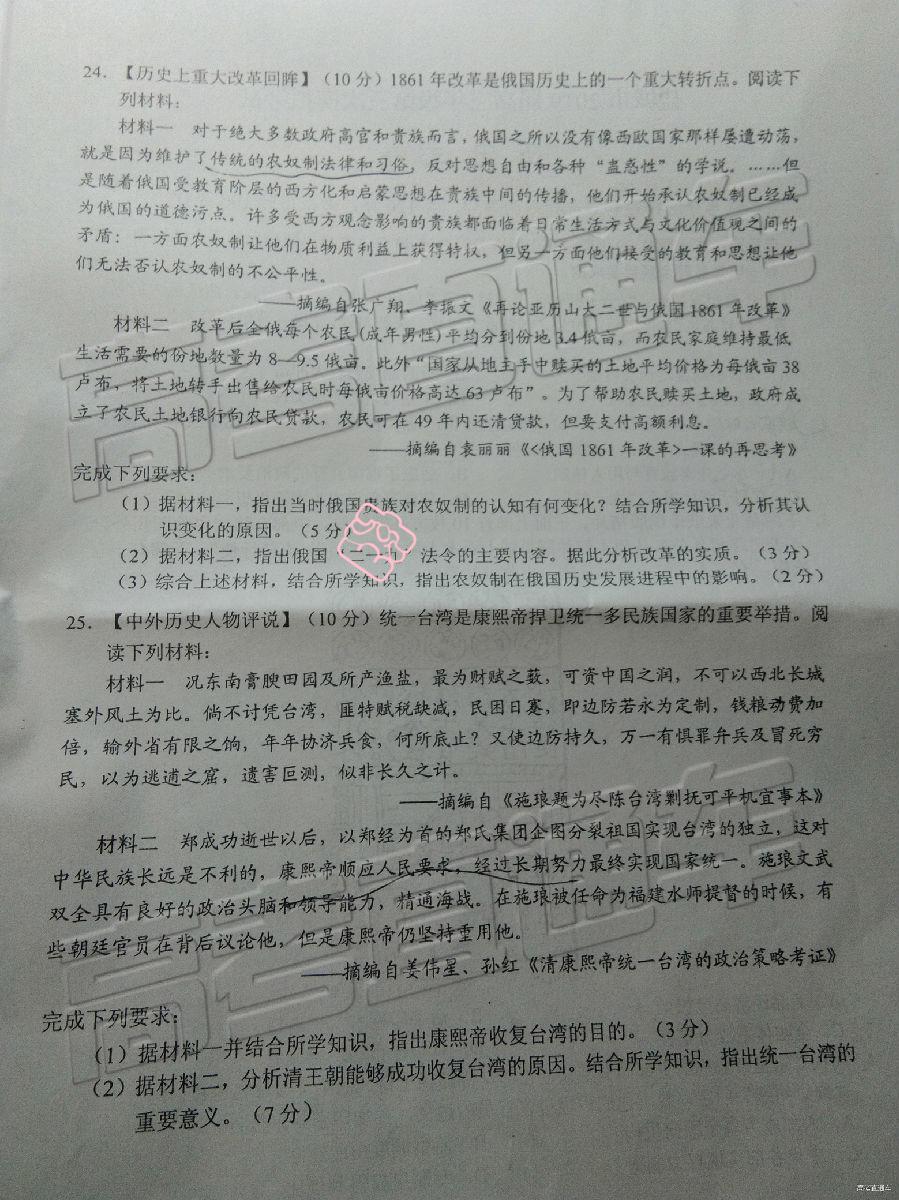 24. 【历史上重大改革回眸】(10 分) 1861 年改革是俄国历史上的一个重大转折点。阅读下
列材料:
材料一 对于绝大多数政府高官和贵族而言,俄国之所以没有像西欧国家那样屡遭动荡,
就是因为维护了传统的农奴制法律和习俗,反对思想自由和各种“蛊惑性”的学说。……但
是随着俄国受教育阶层的西方化和启蒙思想在贵族中间的传播,他们开始承认农奴制已经成
为俄国的道德污点。许多受西方观念影响的贵族都面临着日常生活方式与文化价值观之间的
矛盾:一方面农奴制让他们在物质利益上获得特权,但另一方面他们接受的教育和思想让他
们无法否认农奴制的不公平性。
——摘编自张广翔、李振文《再论亚历山大二世与俄国 1861 年改革》
材料二 改革后全俄每个农民(成年男性)平均分到份地 3.4 俄亩,而农民家庭维持最低
生活需要的份地数量为 8—9.5 俄亩。此外“国家从地主手中赎买的土地平均价格为每俄亩 38
卢布,将土地转手出售给农民时每俄亩价格高达 63 卢布”。为了帮助农民赎买土地,政府成
立了农民土地银行向农民贷款,农民可在 49 年内还清贷款,但要支付高额利息。
——摘编自袁丽丽《<俄国 1861 年改革>一课的再思考》
完成下列要求:
(1) 据材料一,指出当时俄国贵族对农奴制的认知有何变化?结合所学知识,分析其认
识变化的原因。(5 分)
(2) 据材料二,指出俄国“二一九”法令的主要内容。据此分析改革的实质。(3 分)
(3) 综合上述材料,结合所学知识,指出农奴制在俄国历史发展进程中的影响。(2 分)
25. 【中外历史人物评说】(10 分) 统一台湾是康熙帝捍卫统一多民族国家的重要举措。阅
读下列材料:
材料一 况东南膏腴田园及所产渔盐,最为财赋之薮,可资中国之润,不可以西北长城
塞外风土为比。倘不讨凭台湾,匪特赋税缺减,民困日蹇,即边防若永为定制,钱粮动费加
倍,输外省有限之饷,年年协济兵食,何所底止?又使边防持久,万一有惧罪弁兵及冒死穷
民,以为逃逋之窟,遗害叵测,似非长久之计。
——摘编自《施琅题为尽陈台湾剿抚可平机宜事本》
材料二 郑成功逝世以后,以郑经为首的郑氏集团企图分裂祖国实现台湾的独立,这对
中华民族长远是不利的,康熙帝顺应人民要求,经过长期努力最终实现国家统一。施琅文武
双全具有良好的政治头脑和领导能力,精通海战。在施琅被任命为福建水师提督的时候,有
些朝廷官员在背后议论他,但是康熙帝仍坚持重用他。
——摘编自姜伟星、孙红《清康熙帝统一台湾的政治策略考证》
完成下列要求:
(1) 据材料一并结合所学知识,指出康熙帝收复台湾的目的。(3 分)
(2) 据材料二,分析清王朝能够成功收复台湾的原因。结合所学知识,指出统一台湾的
重要意义。(7 分)
高考直通车
高考直通车
高考直通车